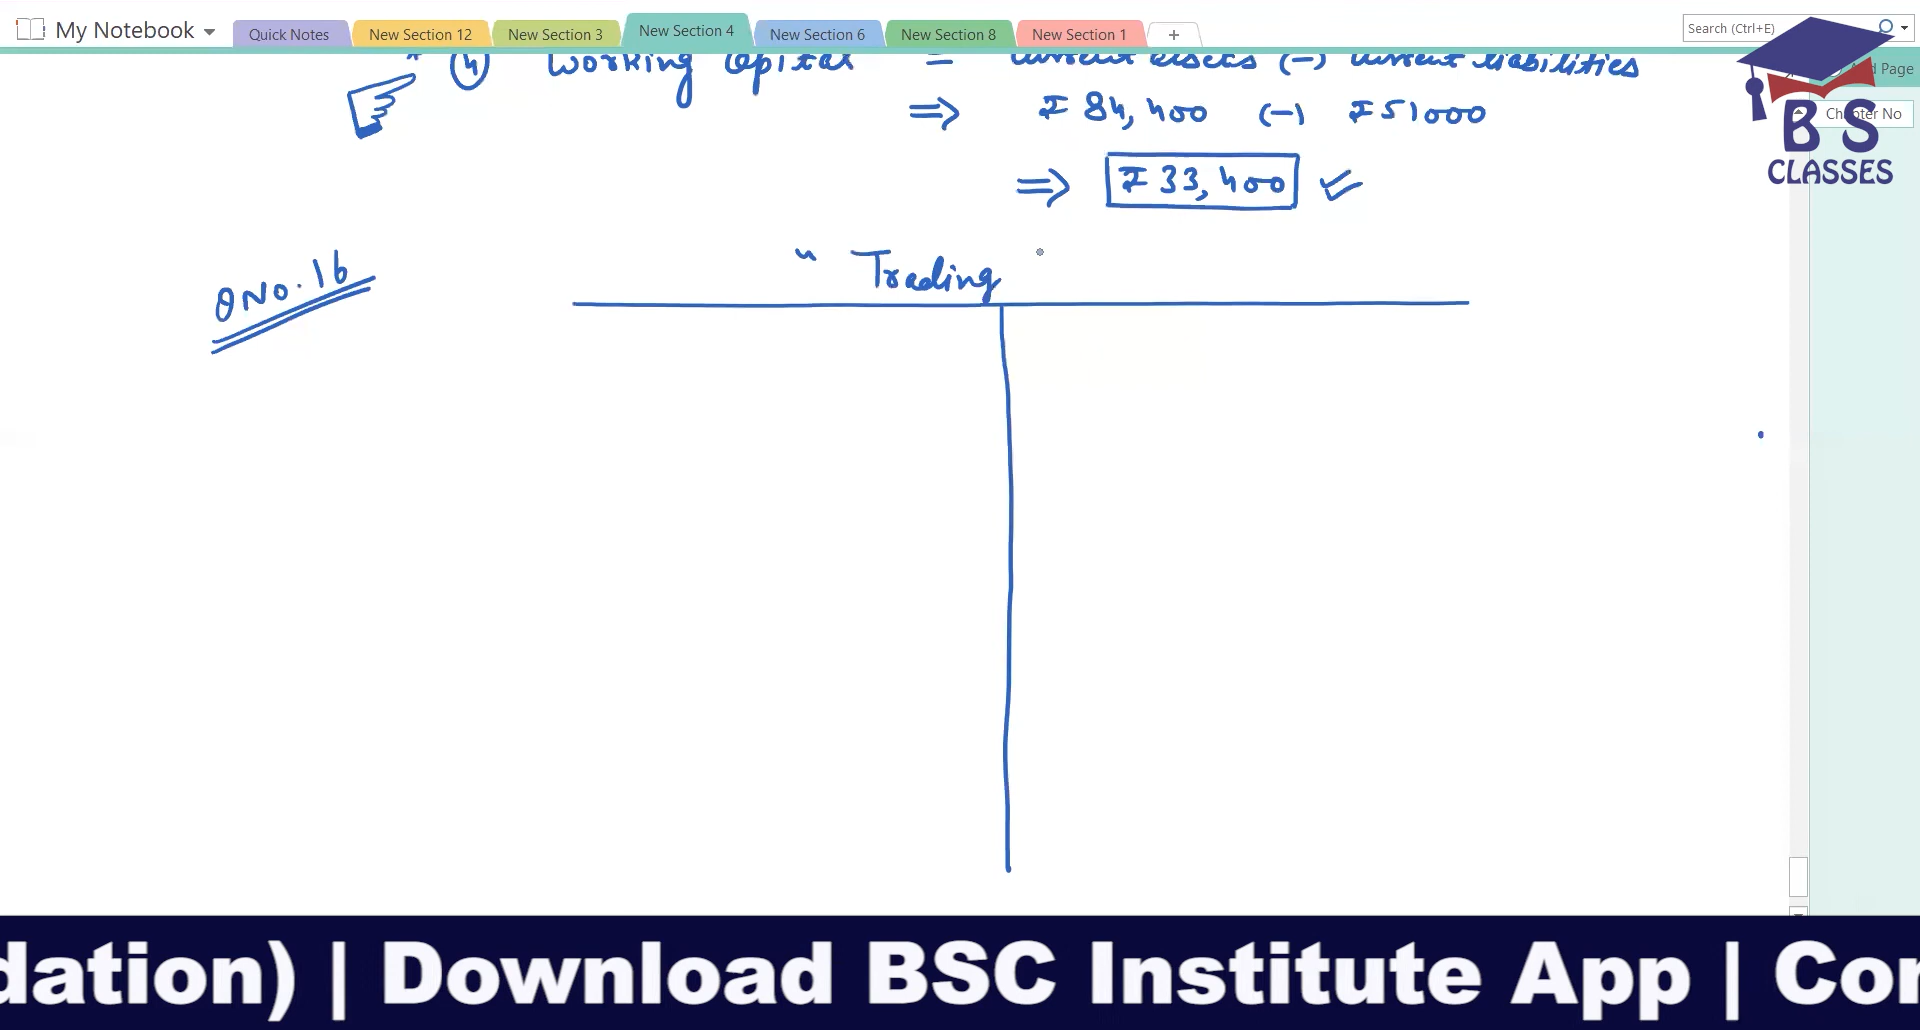 My Notebook
Quick Notes
New Section 12
New Section 3
New Section 4
New Section 6
New Section 8
New Section 1
+
Search (Ctrl+E)
d Page
Chapter No
B S
CLASSES
* (4) Working Capital = Current assets (-) Current liabilities
⇒ ₹ 84,400 (-) ₹ 51000
⇒ ₹ 33,400
Q No. 16
" Trading
dation) | Download BSC Institute App | Cor